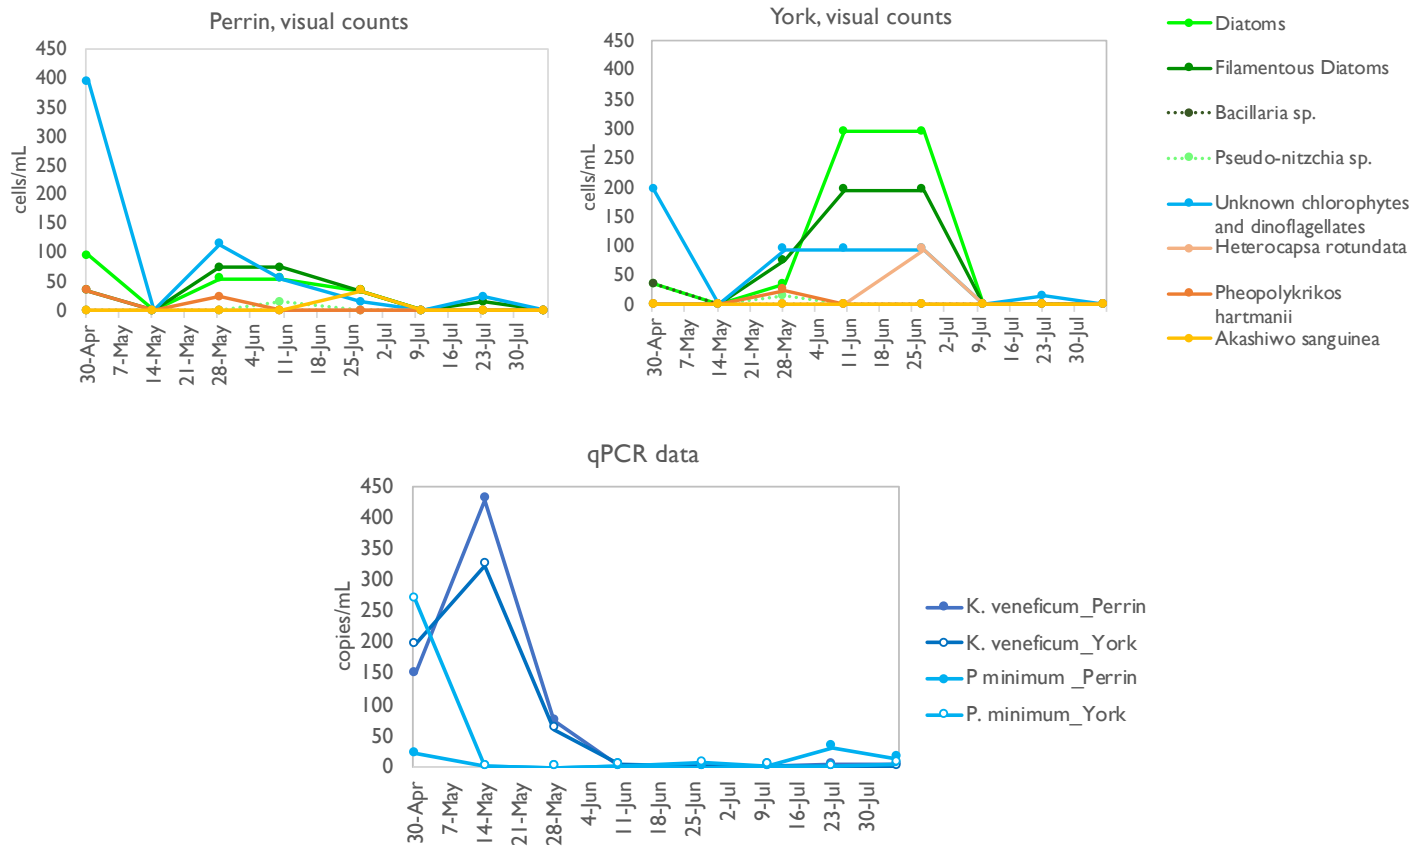 Perrin, visual counts
450
400
350
300
250
200
150
100
50
0
cells/mL
30-Apr
7-May
14-May
21-May
28-May
4-Jun
11-Jun
18-Jun
25-Jun
2-Jul
9-Jul
16-Jul
23-Jul
30-Jul
York, visual counts
450
400
350
300
250
200
150
100
50
0
cells/mL
30-Apr
7-May
14-May
21-May
28-May
4-Jun
11-Jun
18-Jun
25-Jun
2-Jul
9-Jul
16-Jul
23-Jul
30-Jul
Diatoms
Filamentous Diatoms
Bacillaria sp.
Pseudo-nitzchia sp.
Unknown chlorophytes
and dinoflagellates
Heterocapsa rotundata
Pheopolykrikos
hartmanii
Akashiwo sanguinea
qPCR data
450
400
350
300
250
200
150
100
50
0
copies/mL
30-Apr
7-May
14-May
21-May
28-May
4-Jun
11-Jun
18-Jun
25-Jun
2-Jul
9-Jul
16-Jul
23-Jul
30-Jul
K. veneficum_Perrin
K. veneficum_York
P minimum _Perrin
P. minimum_York